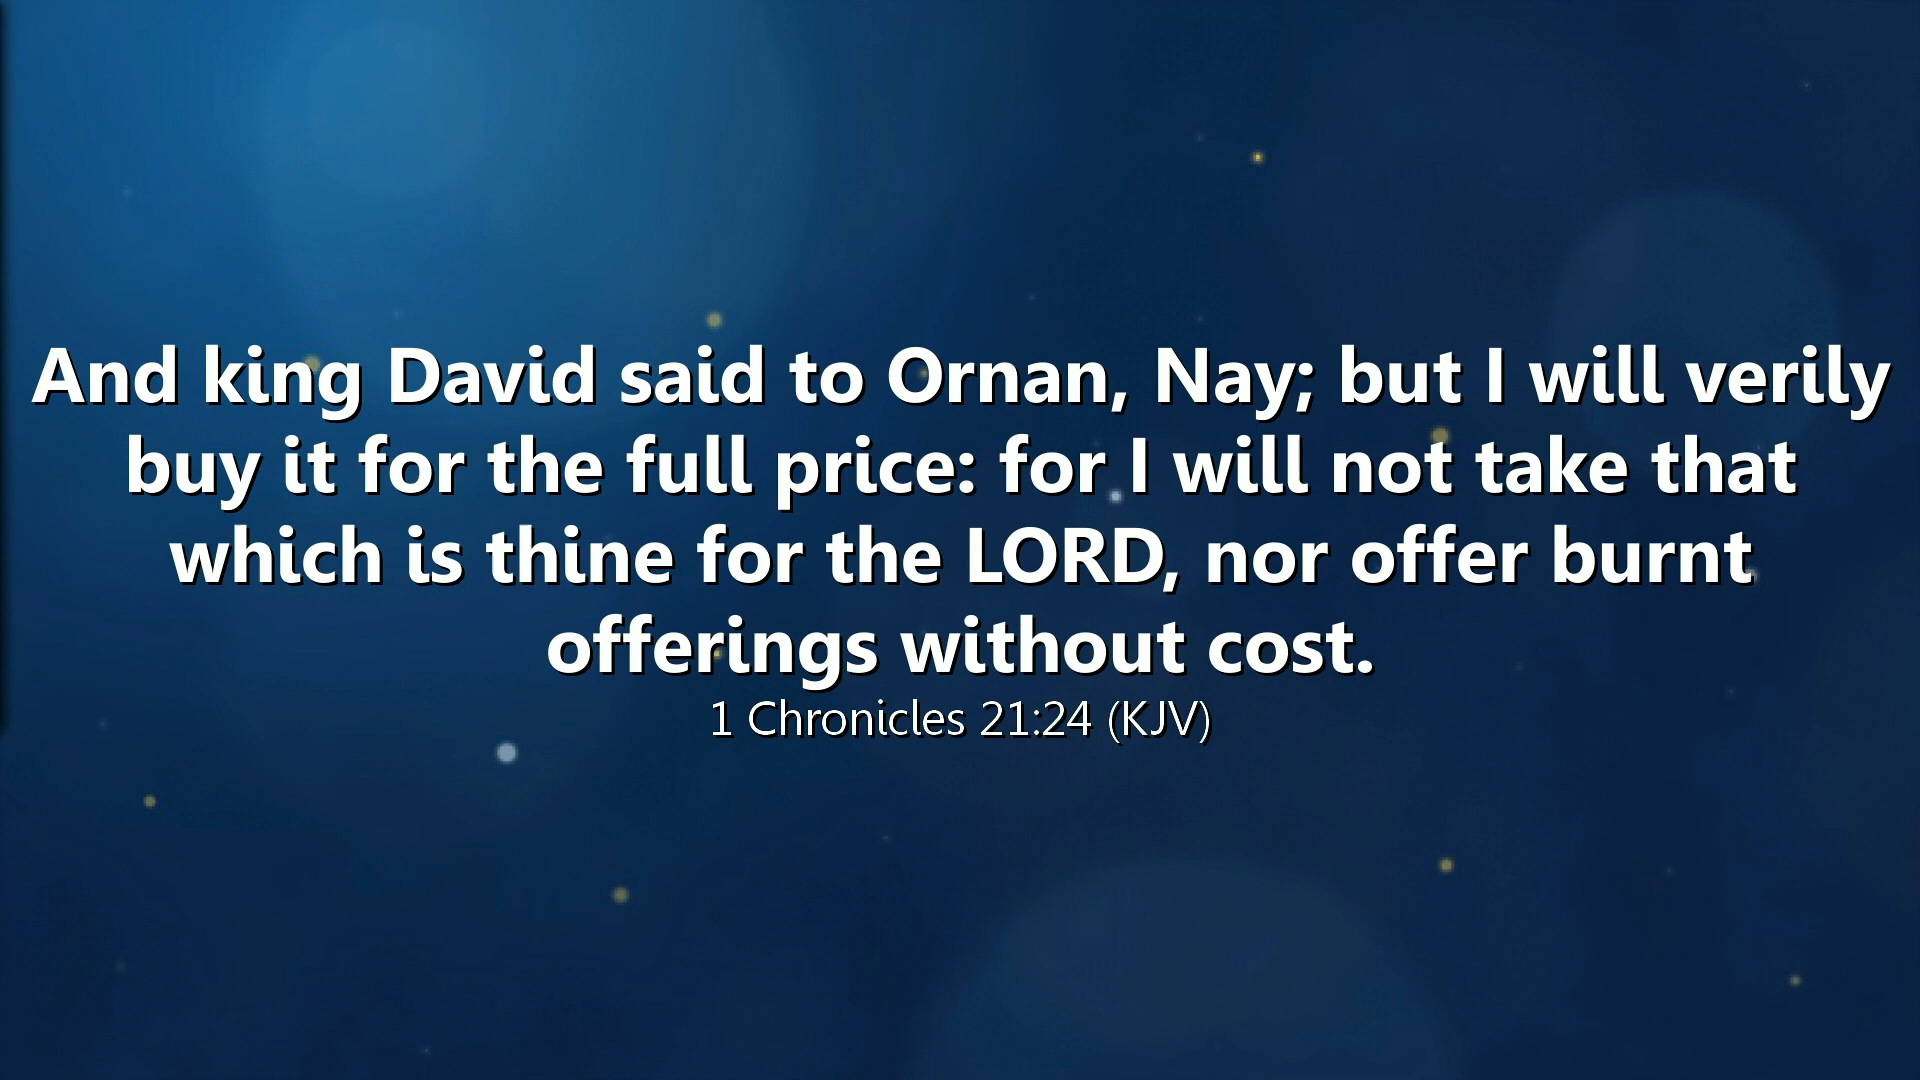 And king David said to Ornan, Nay; but I will verily
buy it for the full price: for I will not take that
which is thine for the LORD, nor offer burnt
offerings without cost.
1 Chronicles 21:24 (KJV)